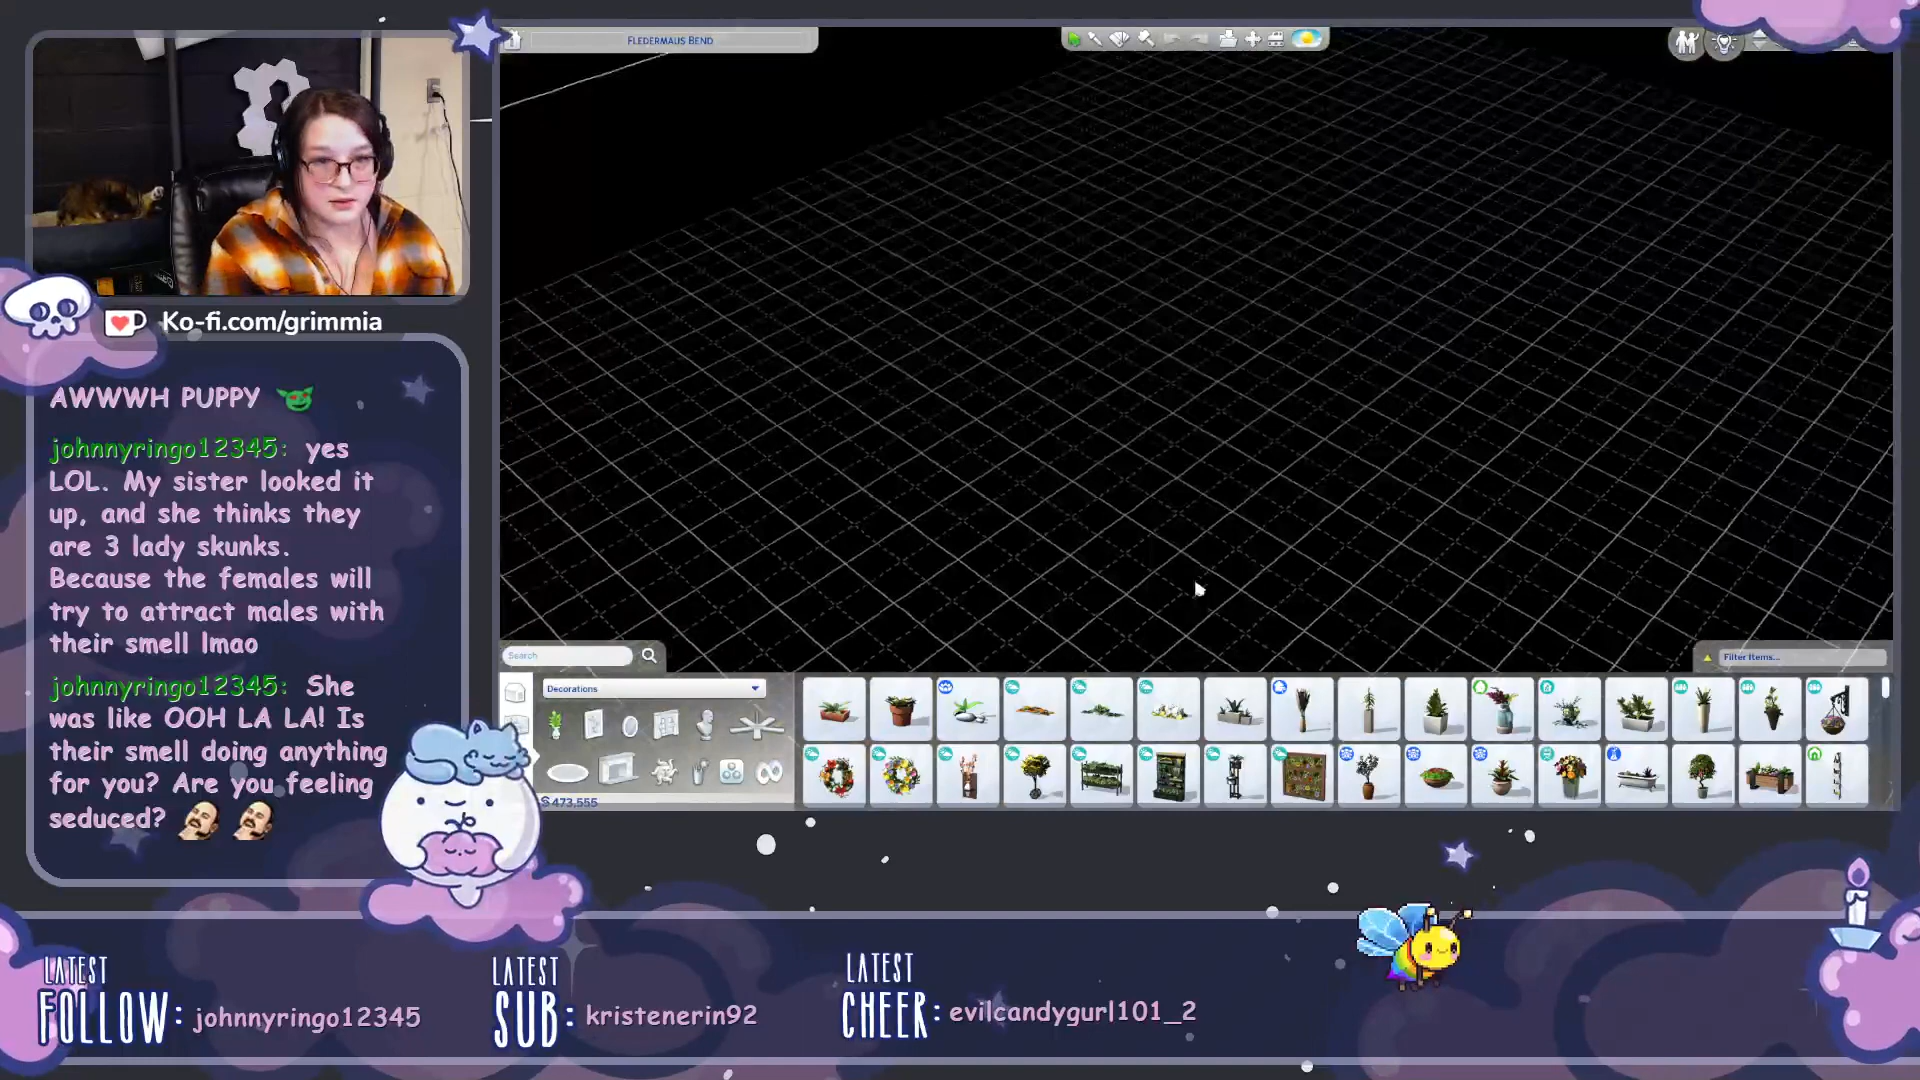 FLEDERMAUS BEND
Ko-fi.com/grimmia
AWWWH PUPPY
johnnyringo12345: yes
LOL. My sister looked it
up, and she thinks they
are 3 lady skunks.
Because the females will
try to attract males with
their smell lmao
johnnyringo12345: She
was like OOH LA LA! Is
their smell doing anything
for you? Are you feeling
seduced?
Search
Filter Items...
Decorations
§473,555
LATEST
FOLLOW: johnnyringo12345
LATEST
SUB: kristenerin92
LATEST
CHEER: evilcandygurl101_2